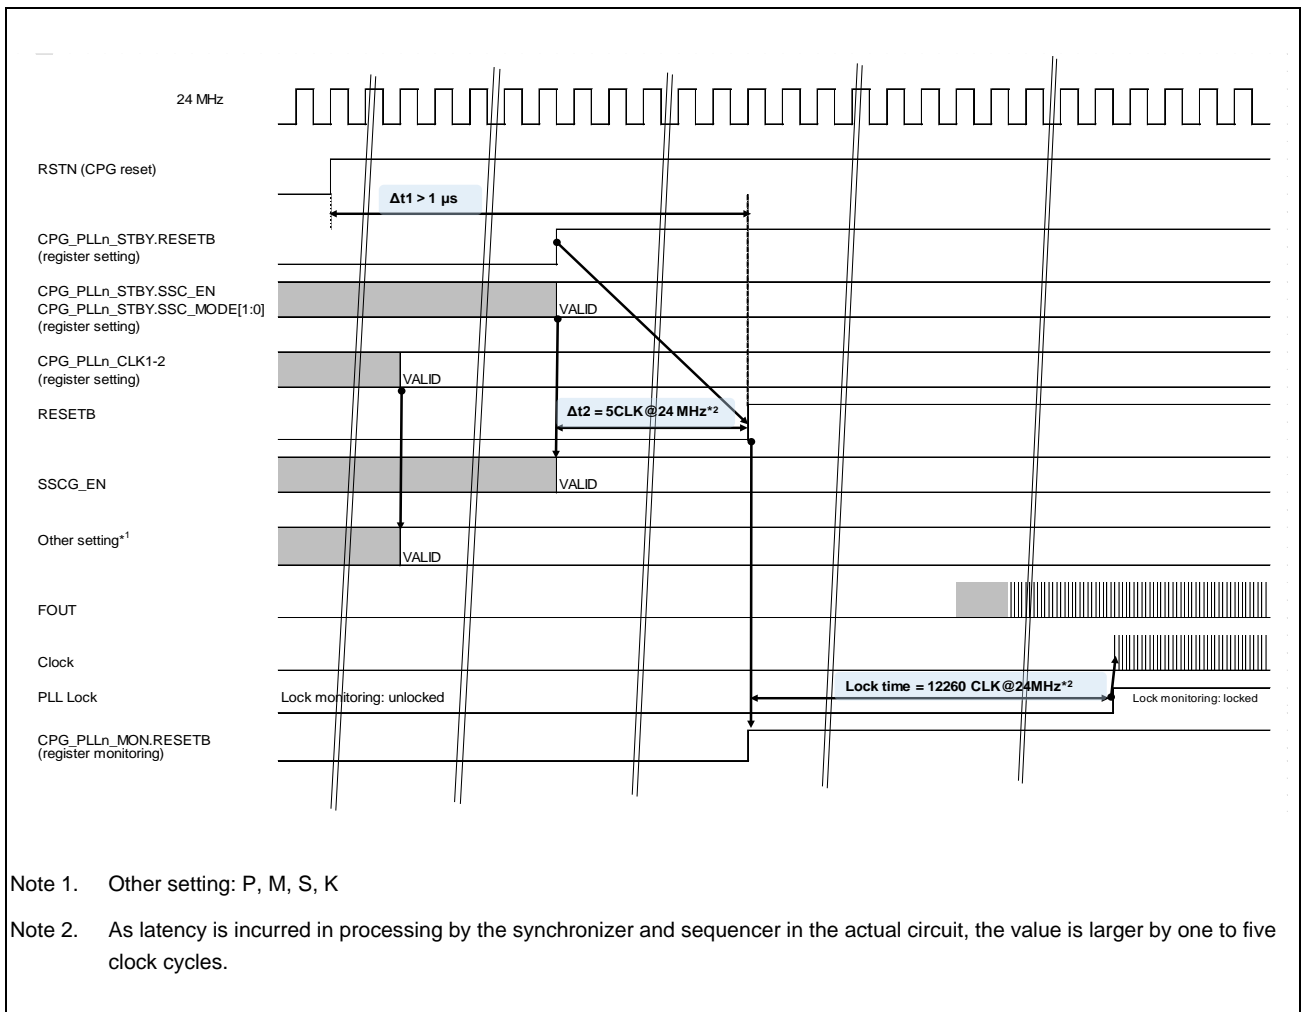 24 MHz
RSTN (CPG reset)
Δt1 > 1 µs
CPG_PLLn_STBY.RESETB
(register setting)
CPG_PLLn_STBY.SSC_EN
CPG_PLLn_STBY.SSC_MODE[1:0]
(register setting)
VALID
CPG_PLLn_CLK1-2
(register setting)
VALID
RESETB
Δt2 = 5CLK@24 MHz*2
SSCG_EN
VALID
Other setting*1
VALID
FOUT
Clock
PLL Lock
Lock monitoring: unlocked
Lock time = 12260 CLK@24MHz*2
Lock monitoring: locked
CPG_PLLn_MON.RESETB
(register monitoring)
Note 1. Other setting: P, M, S, K
Note 2. As latency is incurred in processing by the synchronizer and sequencer in the actual circuit, the value is larger by one to five
clock cycles.